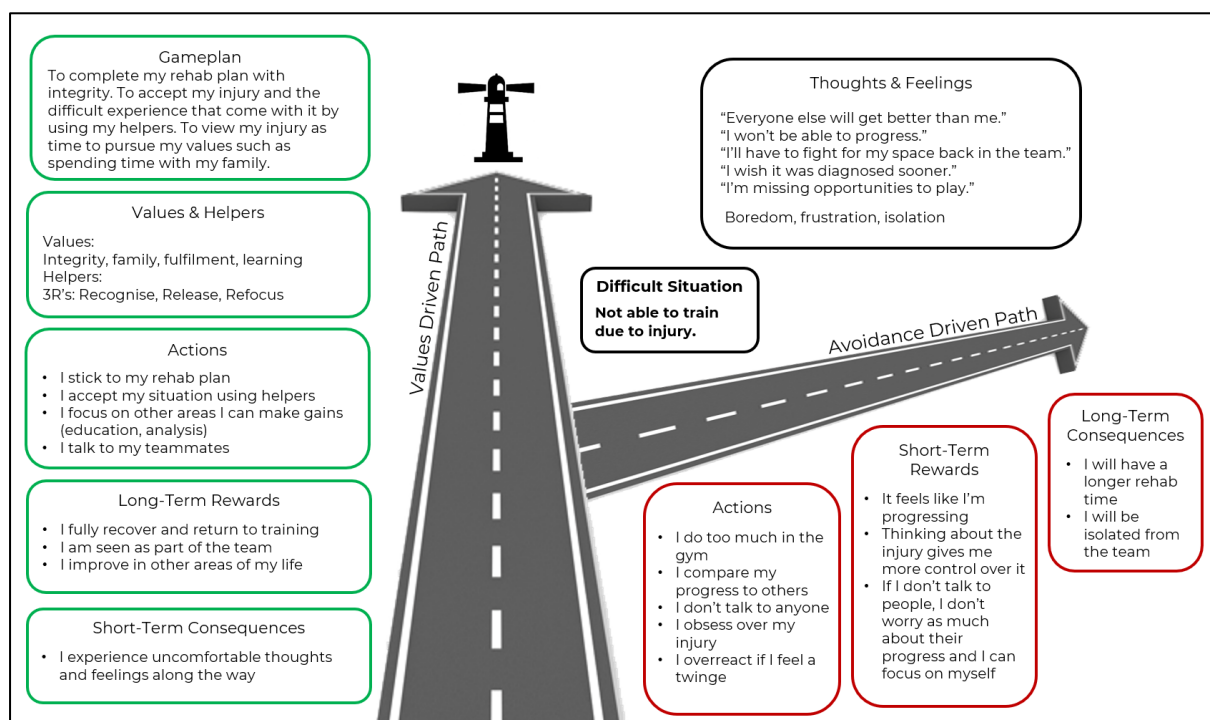 Gameplan
To complete my rehab plan with
integrity. To accept my injury and the
difficult experience that come with it by
using my helpers. To view my injury as
time to pursue my values such as
spending time with my family.
Values & Helpers
Values:
Integrity, family, fulfilment, learning
Helpers:
3R's: Recognise, Release, Refocus
Actions
• I stick to my rehab plan
• I accept my situation using helpers
• I focus on other areas I can make gains
(education, analysis)
• I talk to my teammates
Long-Term Rewards
• I fully recover and return to training
• I am seen as part of the team
• I improve in other areas of my life
Short-Term Consequences
• I experience uncomfortable thoughts
and feelings along the way
Values Driven Path
Thoughts & Feelings
“Everyone else will get better than me.”
“I won't be able to progress.”
“I'll have to fight for my space back in the team.”
“I wish it was diagnosed sooner.”
“I'm missing opportunities to play.”
Boredom, frustration, isolation
Difficult Situation
Not able to train
due to injury.
Avoidance Driven Path
Actions
• I do too much in the
gym
• I compare my
progress to others
• I don't talk to anyone
• I obsess over my
injury
• I overreact if I feel a
twinge
Short-Term
Rewards
• It feels like I'm
progressing
• Thinking about the
injury gives me
more control over it
• If I don't talk to
people, I don't
worry as much
about their
progress and I can
focus on myself
Long-Term
Consequences
• I will have a
longer rehab
time
• I will be
isolated from
the team